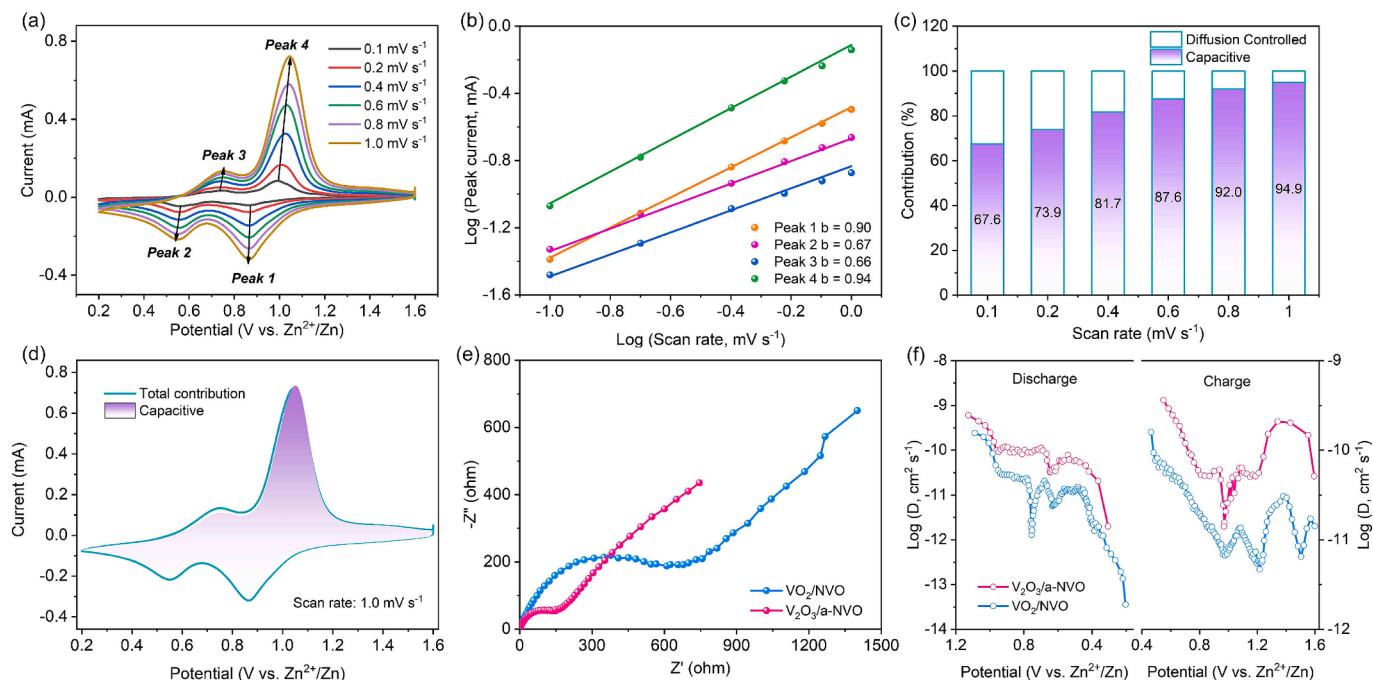 (a)
Peak 4
0.1 mV s⁻¹
0.2 mV s⁻¹
0.4 mV s⁻¹
0.6 mV s⁻¹
0.8 mV s⁻¹
1.0 mV s⁻¹
Peak 3
Peak 2
Peak 1
0.8
0.4
0.0
-0.4
Current (mA)
0.2 0.4 0.6 0.8 1.0 1.2 1.4 1.6
Potential (V vs. Zn²⁺/Zn)
(b)
0.0
-0.4
-0.8
-1.2
-1.6
Log (Peak current, mA)
Peak 1 b = 0.90
Peak 2 b = 0.67
Peak 3 b = 0.66
Peak 4 b = 0.94
-1.0 -0.8 -0.6 -0.4 -0.2 0.0
Log (Scan rate, mV s⁻¹)
(c)
Diffusion Controlled
Capacitive
120
100
80
60
40
20
0
Contribution (%)
67.6 73.9 81.7 87.6 92.0 94.9
0.1 0.2 0.4 0.6 0.8 1
Scan rate (mV s⁻¹)
(d)
Total contribution
Capacitive
0.8
0.6
0.4
0.2
0.0
-0.2
-0.4
Current (mA)
Scan rate: 1.0 mV s⁻¹
0.2 0.4 0.6 0.8 1.0 1.2 1.4 1.6
Potential (V vs. Zn²⁺/Zn)
(e)
800
600
400
200
0
-Z" (ohm)
VO₂/NVO
V₂O₃/a-NVO
0 300 600 900 1200 1500
Z' (ohm)
(f)
Discharge
Charge
-8
-9
-10
-11
-12
-13
-14
Log (D, cm² s⁻¹)
V₂O₃/a-NVO
VO₂/NVO
1.2 0.8 0.4
Potential (V vs. Zn²⁺/Zn)
0.4 0.8 1.2 1.6
Potential (V vs. Zn²⁺/Zn)
-9
-10
-11
-12
Log (D, cm² s⁻¹)